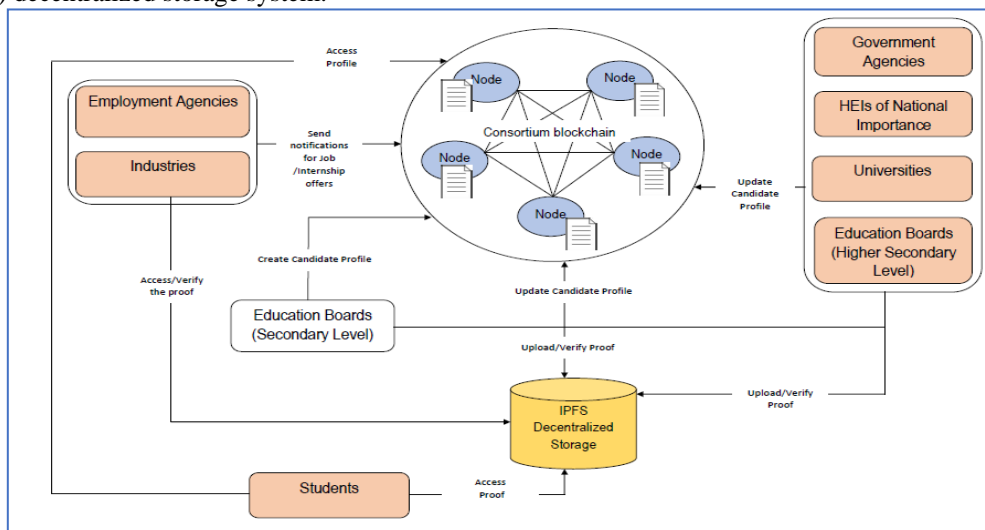 ) decentralized storage system.
Access
Profile
Government
Agencies
Node
Node
Employment Agencies
HEIs of National
Importance
Consortium blockchain
Send
notifications
for Job
/Internship
offers
Industries
Node
Node
Universities
Update
Candidate
Profile
Node
Education Boards
(Higher Secondary
Level)
Create Candidate Profile
Access/Verify
the proof
Update Candidate Profile
Education Boards
(Secondary Level)
Upload/Verify Proof
Upload/Verify
Proof
IPFS
Decentralized
Storage
Students
Access
Proof